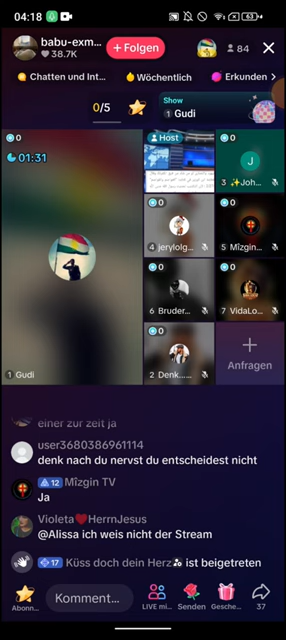 04:18
63
babu-exm...
38.7K
+ Folgen
84
Chatten und Int...
Wöchentlich
Erkunden
0/5
Show
1 Gudi
0
01:31
1 Gudi
Host
0
3 ✨Joh...
0
4 jerylolg...
0
5 Mîzgin...
0
6 Bruder...
0
7 VidaLo...
0
2 Denk......
+
Anfragen
einer zur zeit ja
user3680386961114
denk nach du nervst du entscheidest nicht
12 Mîzgin TV
Ja
Violeta❤️HerrnJesus
@Alissa ich weis nicht der Stream
17 Küss doch dein Herz ist beigetreten
Abonn...
Komment...
LIVE mi...
Senden
Gesche...
37